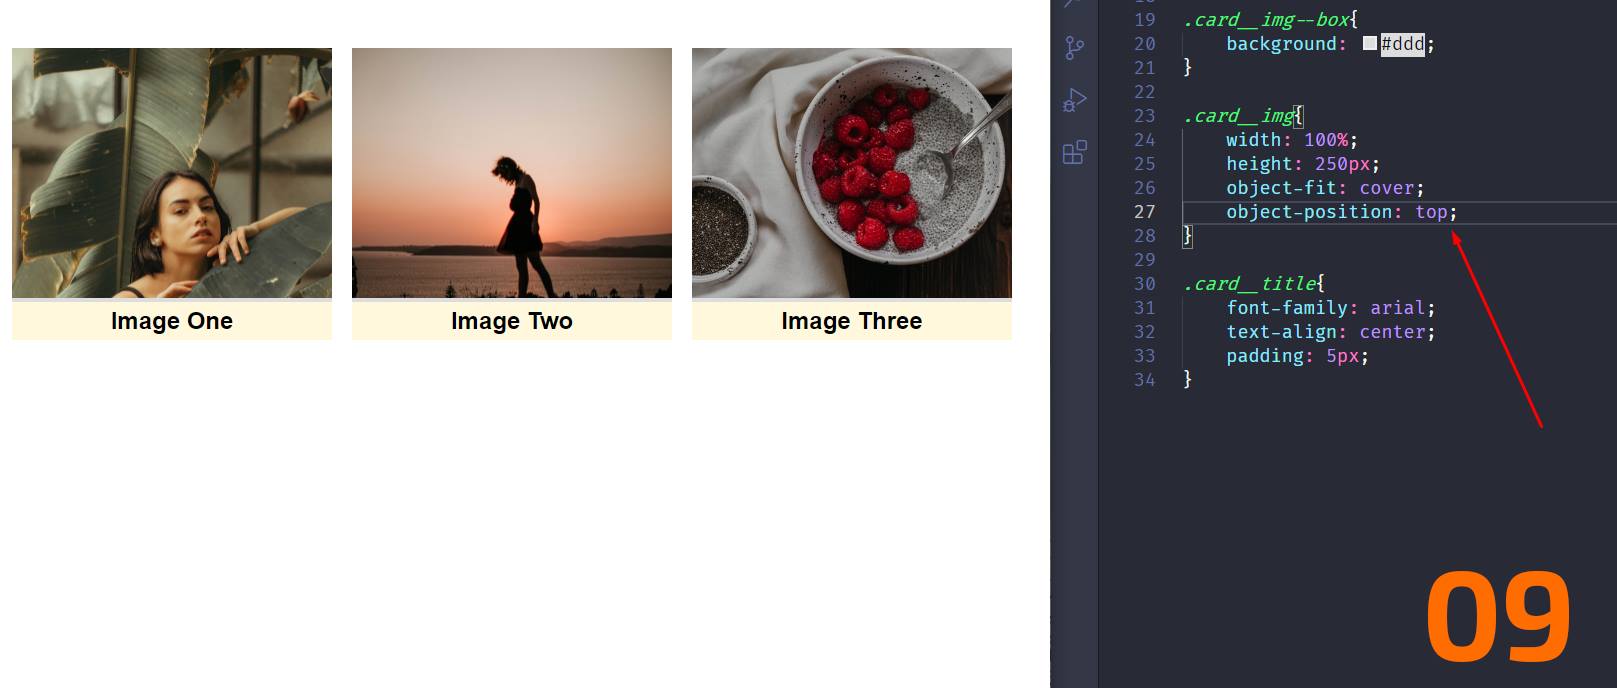 Image One
Image Two
Image Three
19 .card__img--box{
20 background: #ddd;
21 }
22
23 .card__img{
24 width: 100%;
25 height: 250px;
26 object-fit: cover;
27 object-position: top;
28 }
29
30 .card__title{
31 font-family: arial;
32 text-align: center;
33 padding: 5px;
34 }
09